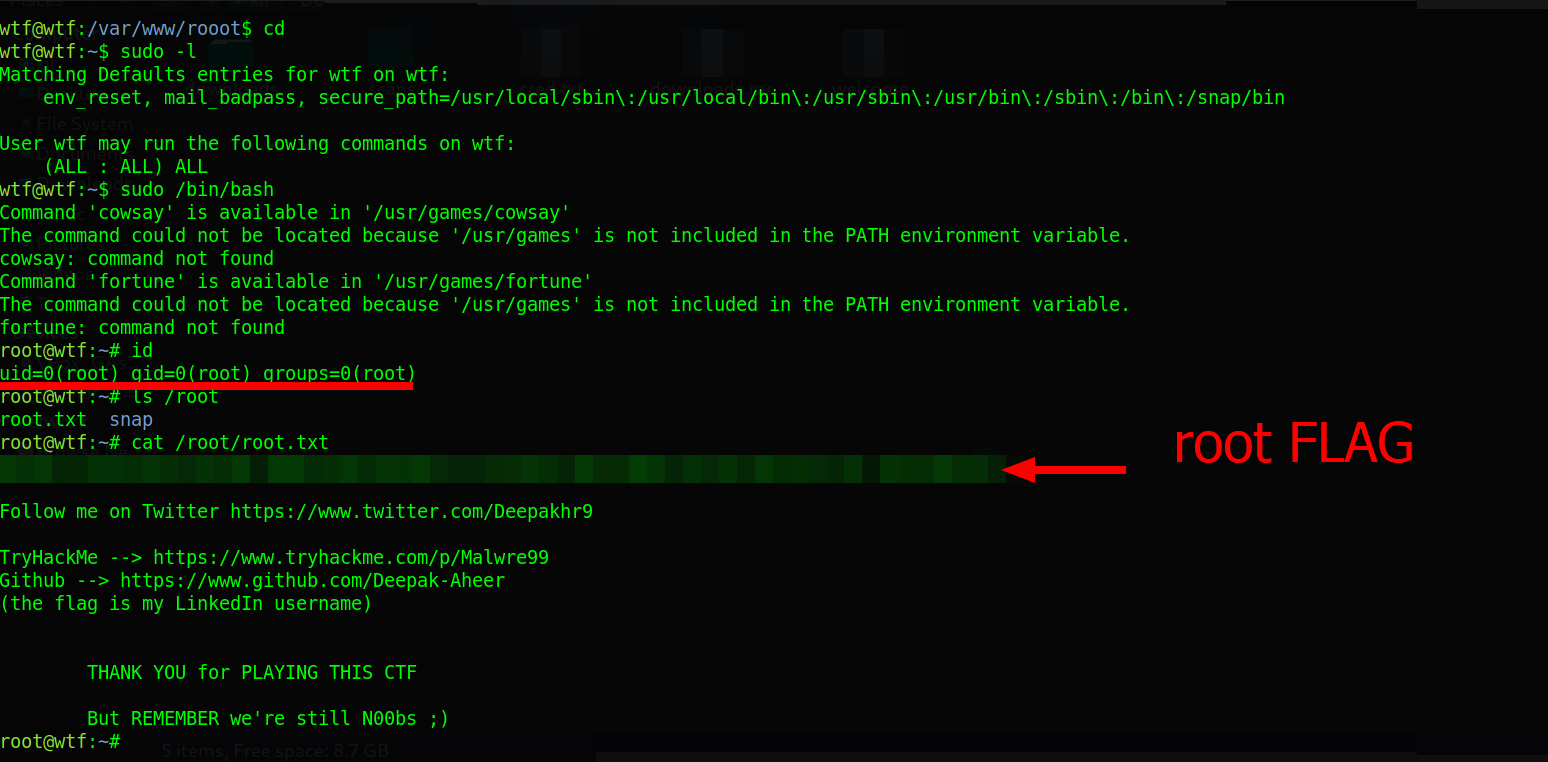 wtf@wtf:/var/www/rooot$ cd
wtf@wtf:~$ sudo -l
Matching Defaults entries for wtf on wtf:
    env_reset, mail_badpass, secure_path=/usr/local/sbin\:/usr/local/bin\:/usr/sbin\:/usr/bin\:/sbin\:/bin\:/snap/bin
File System
User wtf may run the following commands on wtf:
    (ALL : ALL) ALL
wtf@wtf:~$ sudo /bin/bash
Command 'cowsay' is available in '/usr/games/cowsay'
The command could not be located because '/usr/games' is not included in the PATH environment variable.
cowsay: command not found
Command 'fortune' is available in '/usr/games/fortune'
The command could not be located because '/usr/games' is not included in the PATH environment variable.
fortune: command not found
root@wtf:~# id
uid=0(root) gid=0(root) groups=0(root)
root@wtf:~# ls /root
root.txt  snap
root@wtf:~# cat /root/root.txt
root FLAG
Follow me on Twitter https://www.twitter.com/Deepakhr9
TryHackMe --> https://www.tryhackme.com/p/Malwre99
Github --> https://www.github.com/Deepak-Aheer
(the flag is my LinkedIn username)
THANK YOU for PLAYING THIS CTF
But REMEMBER we're still N00bs ;)
root@wtf:~#
5 items, Free space: 8.7 GB